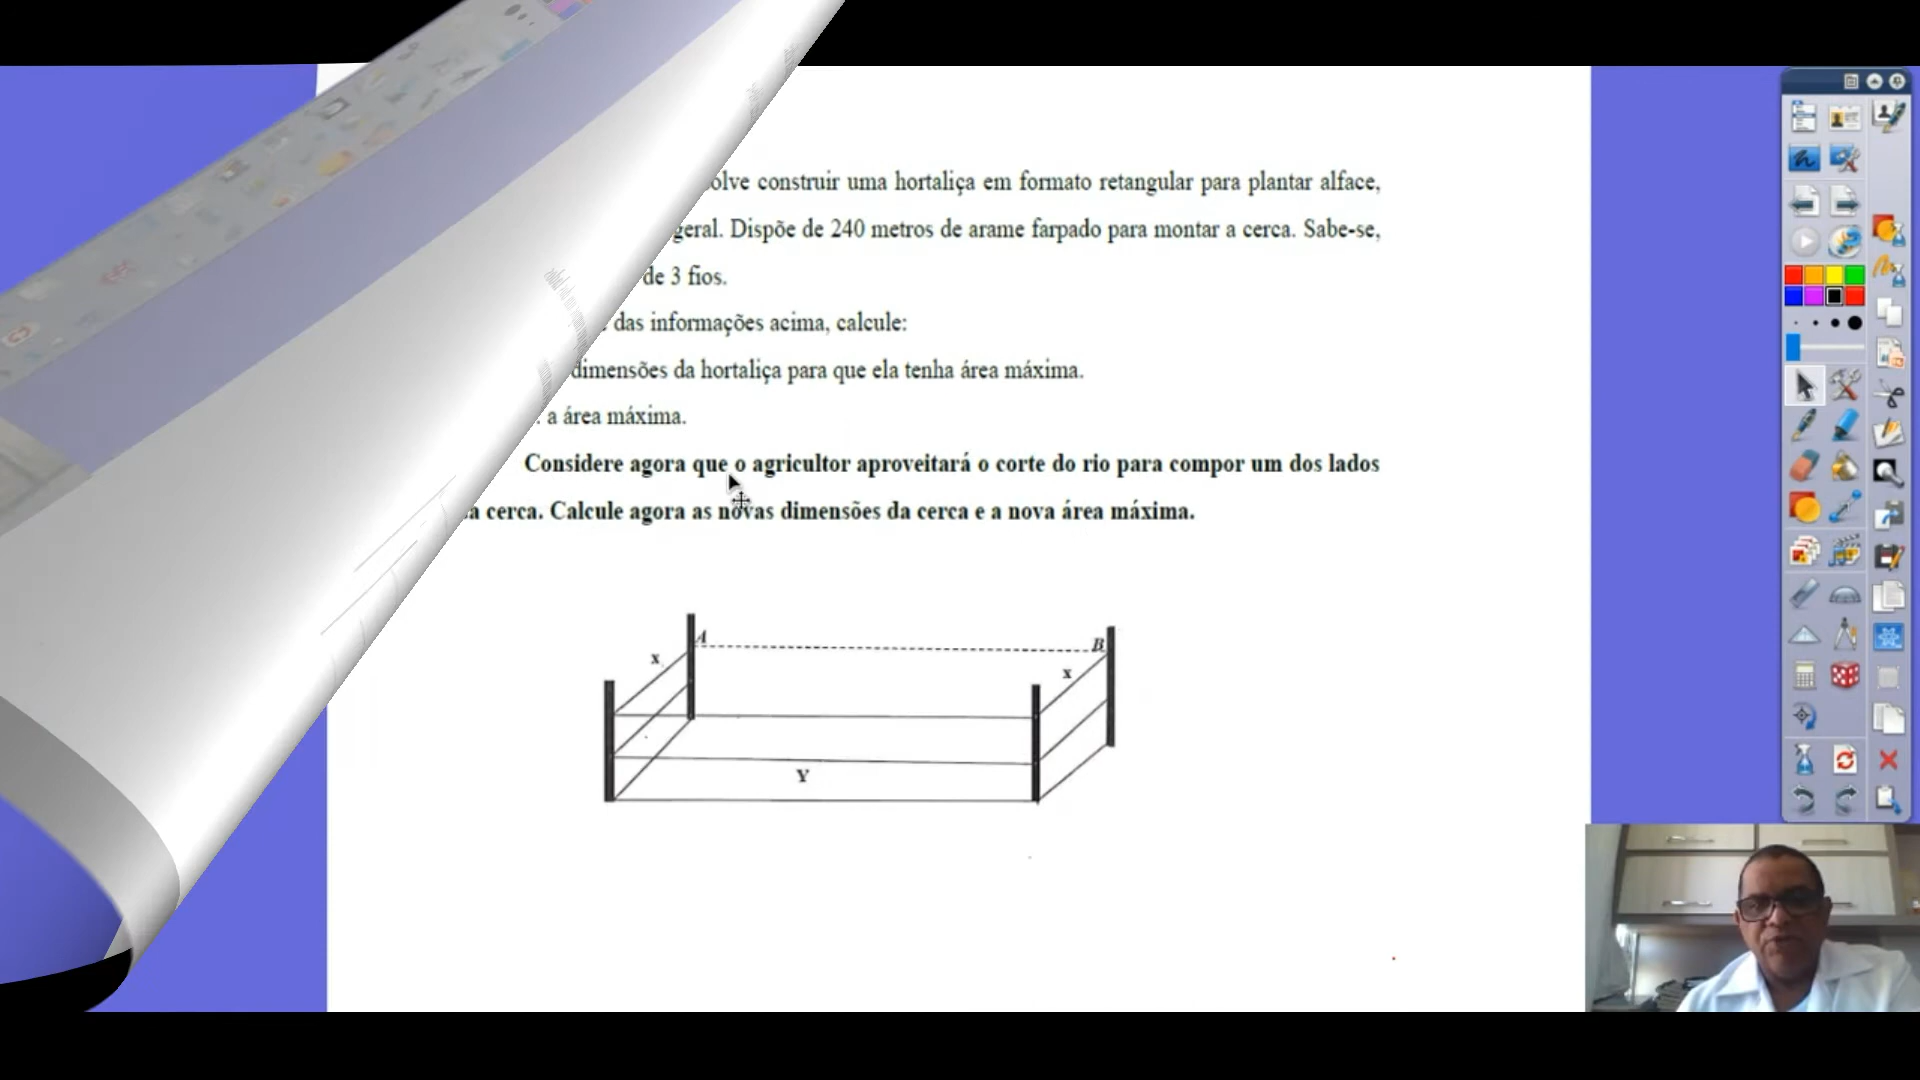 construir uma hortaliça em formato retangular para plantar alface,
geral. Dispõe de 240 metros de arame farpado para montar a cerca. Sabe-se,
de 3 fios.
das informações acima, calcule:
dimensões da hortaliça para que ela tenha área máxima.
a área máxima.
Considere agora que o agricultor aproveitará o corte do rio para compor um dos lados
cerca. Calcule agora as novas dimensões da cerca e a nova área máxima.
A
B
x
x
Y